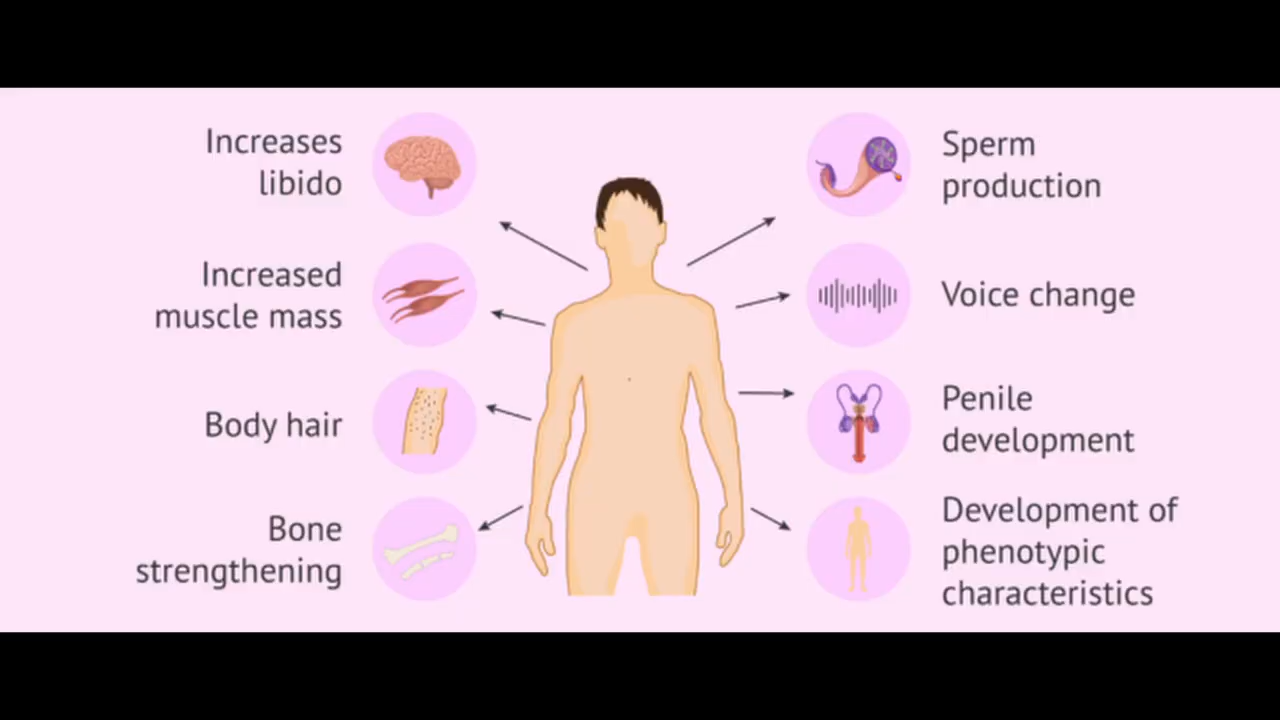 Increases
libido
Increased
muscle mass
Body hair
Bone
strengthening
Sperm
production
Voice change
Penile
development
Development of
phenotypic
characteristics